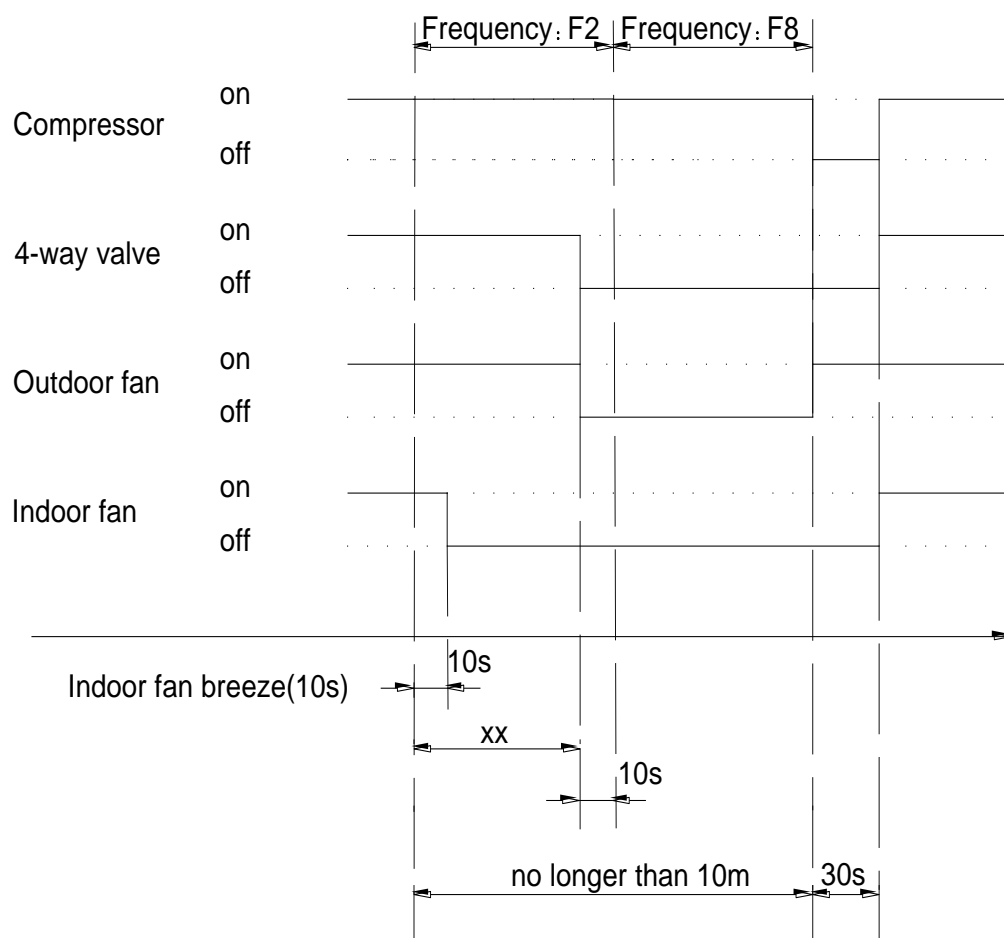 Frequency: F2 Frequency: F8
on
Compressor
off
on
4-way valve
off
on
Outdoor fan
off
on
Indoor fan
off
10s
Indoor fan breeze(10s)
xx
10s
no longer than 10m 30s